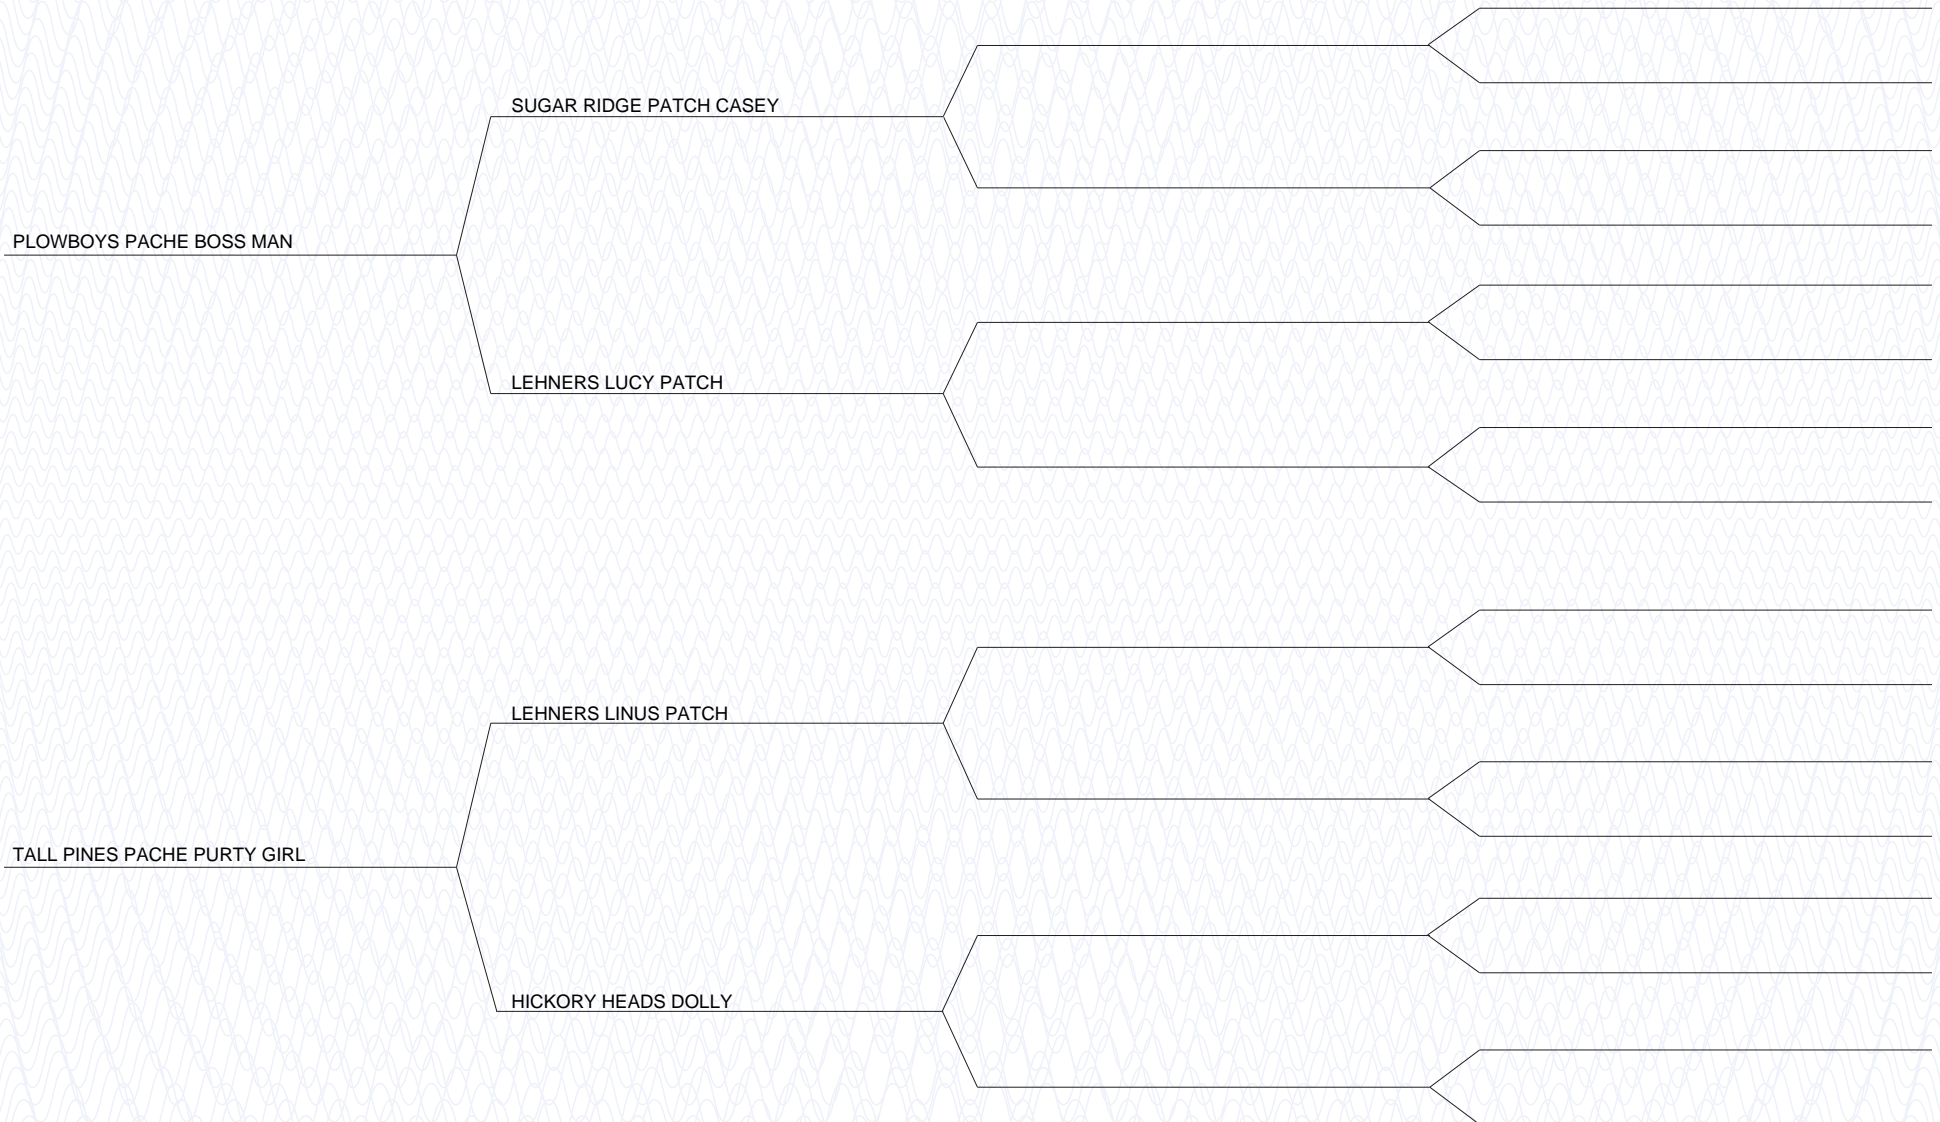 SUGAR RIDGE PATCH CASEY
PLOWBOYS PACHE BOSS MAN
LEHNERS LUCY PATCH
LEHNERS LINUS PATCH
TALL PINES PACHE PURTY GIRL
HICKORY HEADS DOLLY